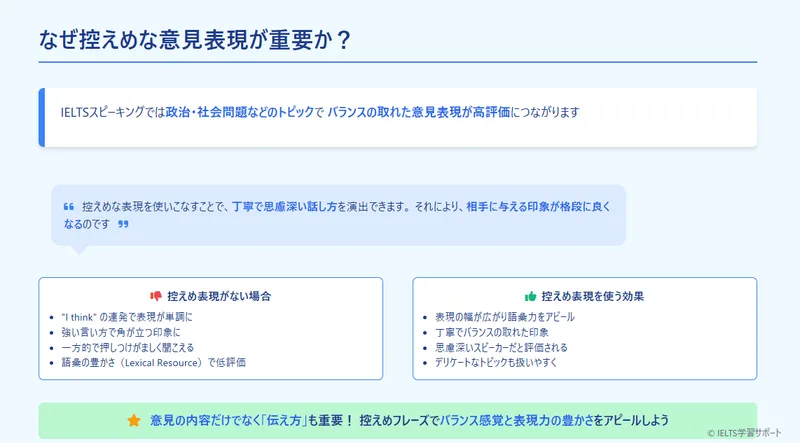 なぜ控えめな意見表現が重要か？
IELTSスピーキングでは政治・社会問題などのトピックで バランスの取れた意見表現が高評価につながります
❝ 控えめな表現を使いこなすことで、丁寧で思慮深い話し方を演出できます。それにより、相手に与える印象が格段に良く
なるのです ❞
控えめ表現がない場合
• "I think" の連発で表現が単調に
• 強い言い方で角が立つ印象に
• 一方的で押しつけがましく聞こえる
• 語彙の豊かさ（Lexical Resource）で低評価
控えめ表現を使う効果
• 表現の幅が広がり語彙力をアピール
• 丁寧でバランスの取れた印象
• 思慮深いスピーカーだと評価される
• デリケートなトピックも扱いやすく
意見の内容だけでなく「伝え方」も重要！ 控えめフレーズでバランス感覚と表現力の豊かさをアピールしよう
© IELTS学習サポート